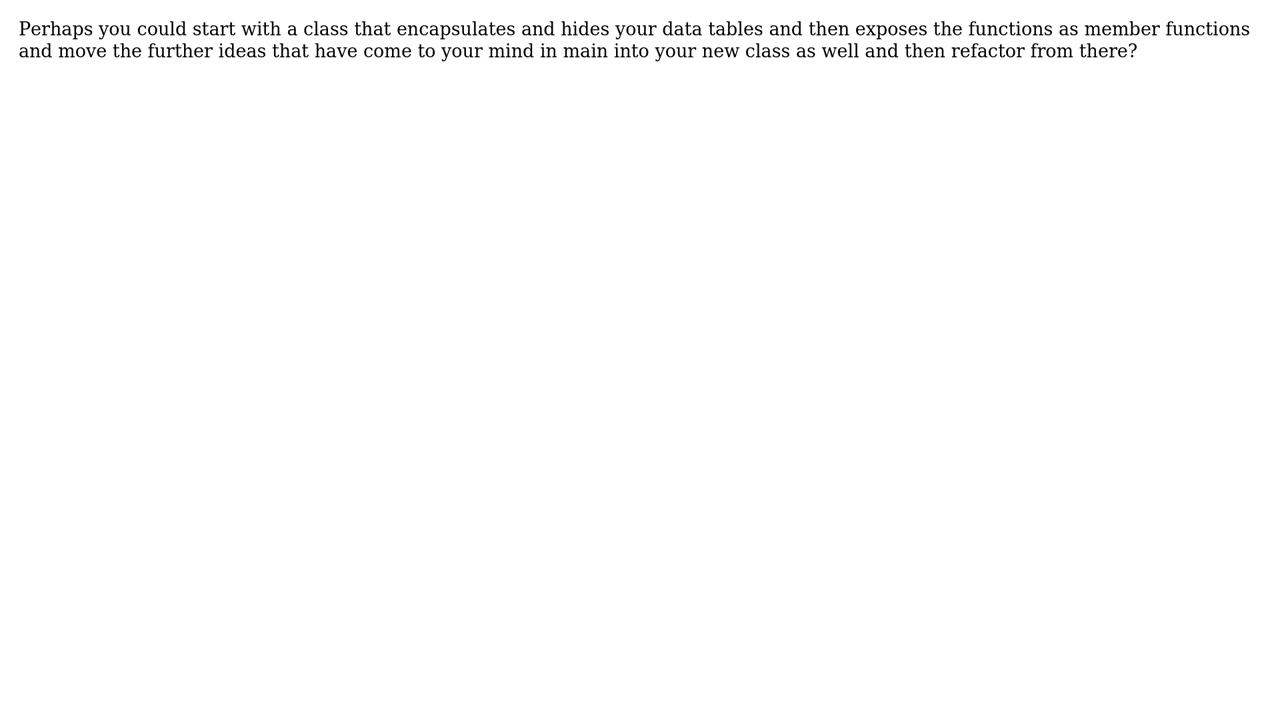 Perhaps you could start with a class that encapsulates and hides your data tables and then exposes the functions as member functions
and move the further ideas that have come to your mind in main into your new class as well and then refactor from there?